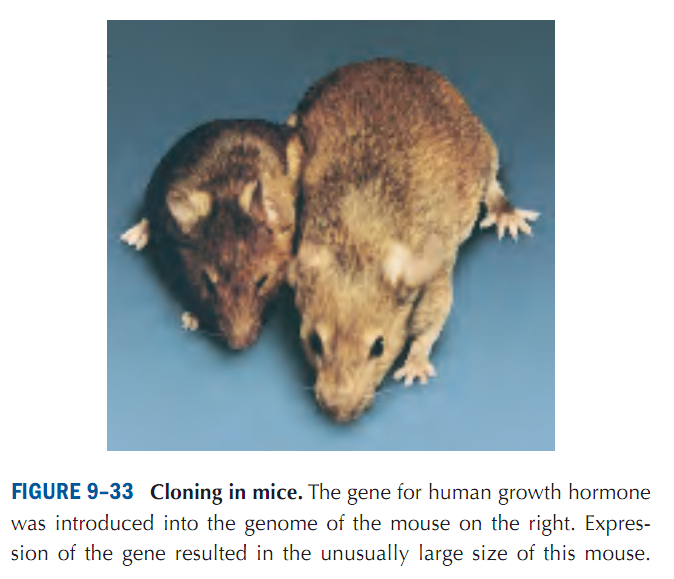 FIGURE 9–33 Cloning in mice. The gene for human growth hormone
was introduced into the genome of the mouse on the right. Expres-
sion of the gene resulted in the unusually large size of this mouse.